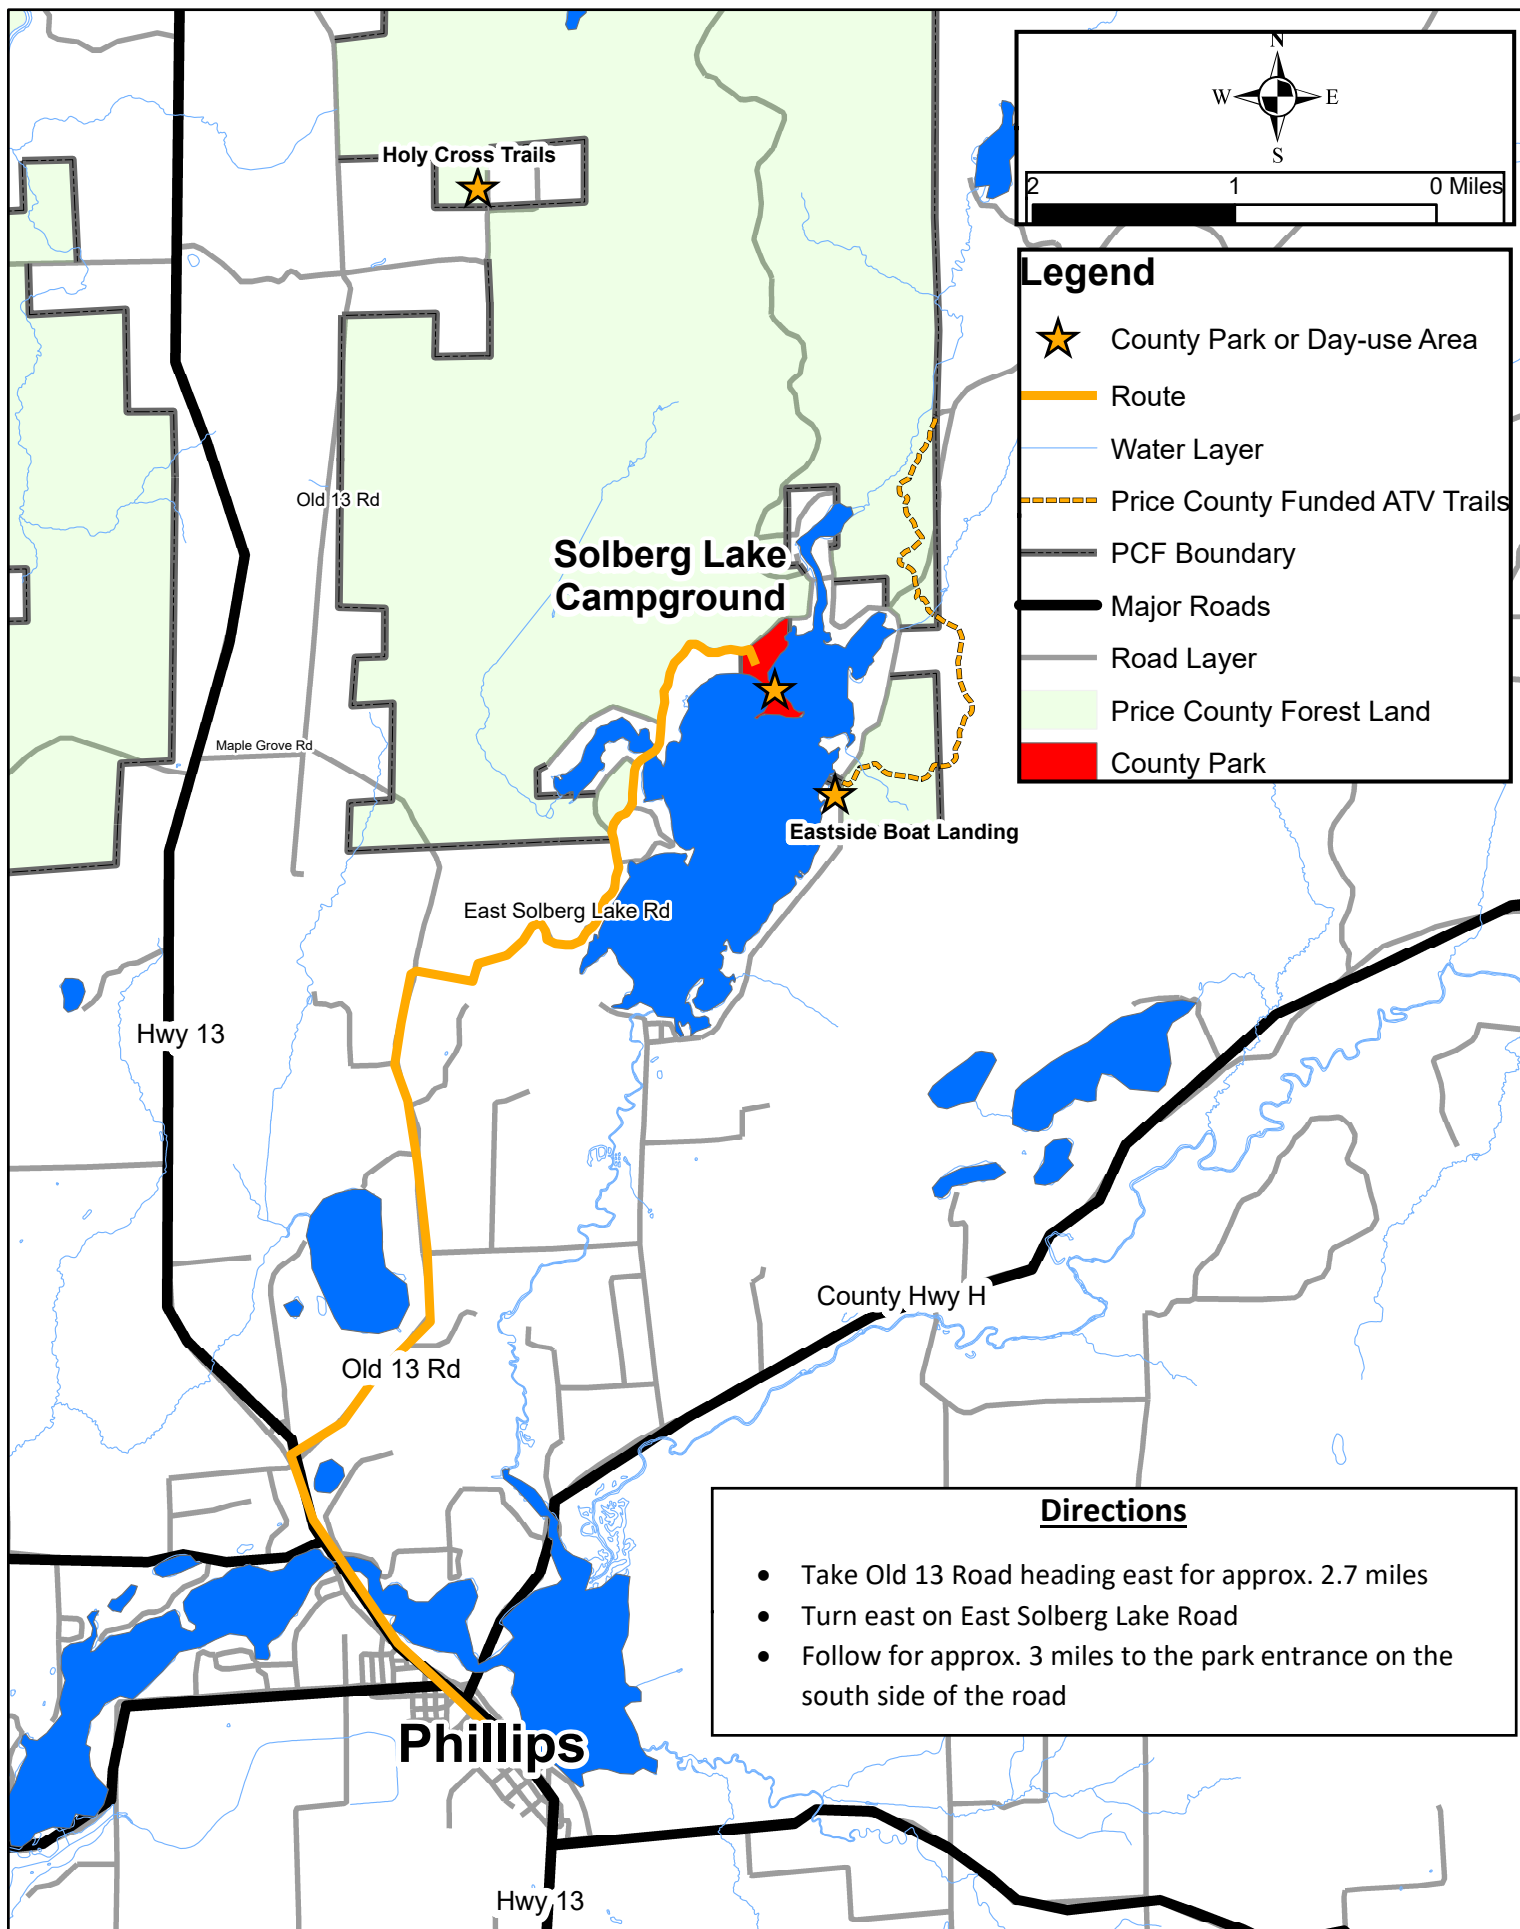 N
W
E
S
2
1
0 Miles
Legend
County Park or Day-use Area
Route
Water Layer
Price County Funded ATV Trails
PCF Boundary
Major Roads
Road Layer
Price County Forest Land
County Park
Holy Cross Trails
Old 13 Rd
Solberg Lake
Campground
Maple Grove Rd
Eastside Boat Landing
East Solberg Lake Rd
Hwy 13
County Hwy H
Old 13 Rd
Directions
• Take Old 13 Road heading east for approx. 2.7 miles
• Turn east on East Solberg Lake Road
• Follow for approx. 3 miles to the park entrance on the
south side of the road
Phillips
Hwy 13